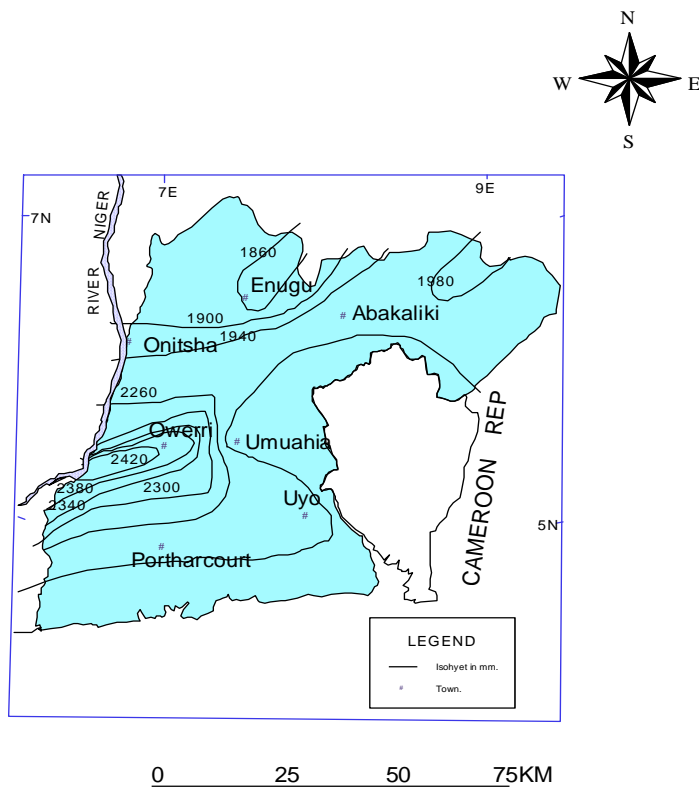 N
W E
S
7E 9E
7N
RIVER NIGER
1860
1980
Enugu
Abakaliki
1900
1940
Onitsha
2260
Owerri
Umuahia
2420
2380
2300
2340
Uyo
CAMEROON REP
5N
Portharcourt
LEGEND
Isohyet in mm.
# Town.
0 25 50 75KM